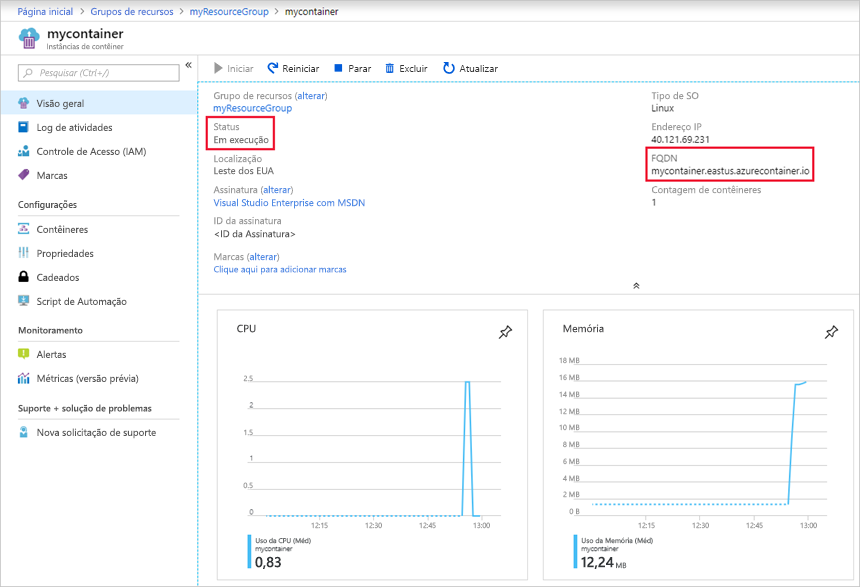 Página inicial > Grupos de recursos > myResourceGroup > mycontainer
mycontainer
Instâncias de contêiner
Pesquisar (Ctrl+/)
«
Visão geral
Log de atividades
Controle de Acesso (IAM)
Marcas
Configurações
Contêineres
Propriedades
Cadeados
Script de Automação
Monitoramento
Alertas
Métricas (versão prévia)
Suporte + solução de problemas
Nova solicitação de suporte
Iniciar Reiniciar Parar Excluir Atualizar
Grupo de recursos (alterar)
myResourceGroup
Status
Em execução
Localização
Leste dos EUA
Assinatura (alterar)
Visual Studio Enterprise com MSDN
ID da assinatura
<ID da Assinatura>
Marcas (alterar)
Clique aqui para adicionar marcas
Tipo de SO
Linux
Endereço IP
40.121.69.231
FQDN
mycontainer.eastus.azurecontainer.io
Contagem de contêineres
1
CPU
2.5
2
1.5
1
0.5
0
12:15 12:30 12:45 13:00
Uso da CPU (Méd)
mycontainer
0,83
Memória
18 MB
16 MB
14 MB
12 MB
10 MB
8 MB
6 MB
4 MB
2 MB
0 B
12:15 12:30 12:45 13:00
Uso da Memória (Méd)
mycontainer
12,24 MB